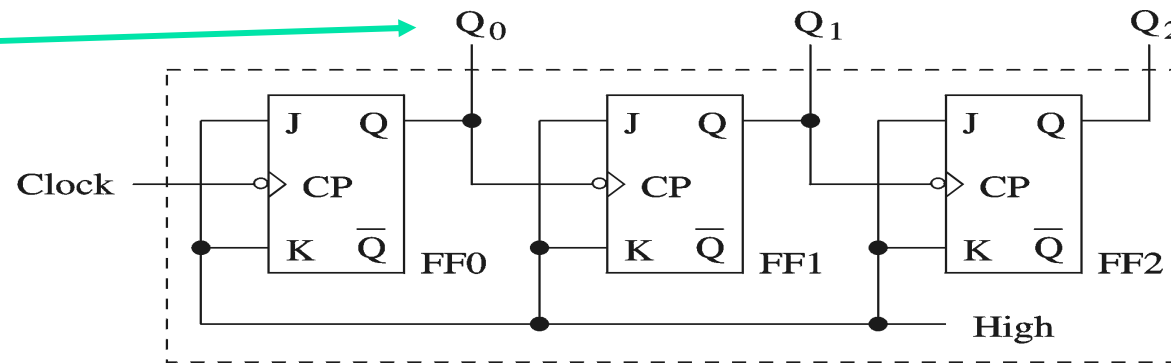 Q0 Q1 Q2
J Q J Q J Q
Clock CP CP CP
K Q̅ FF0 K Q̅ FF1 K Q̅ FF2
High